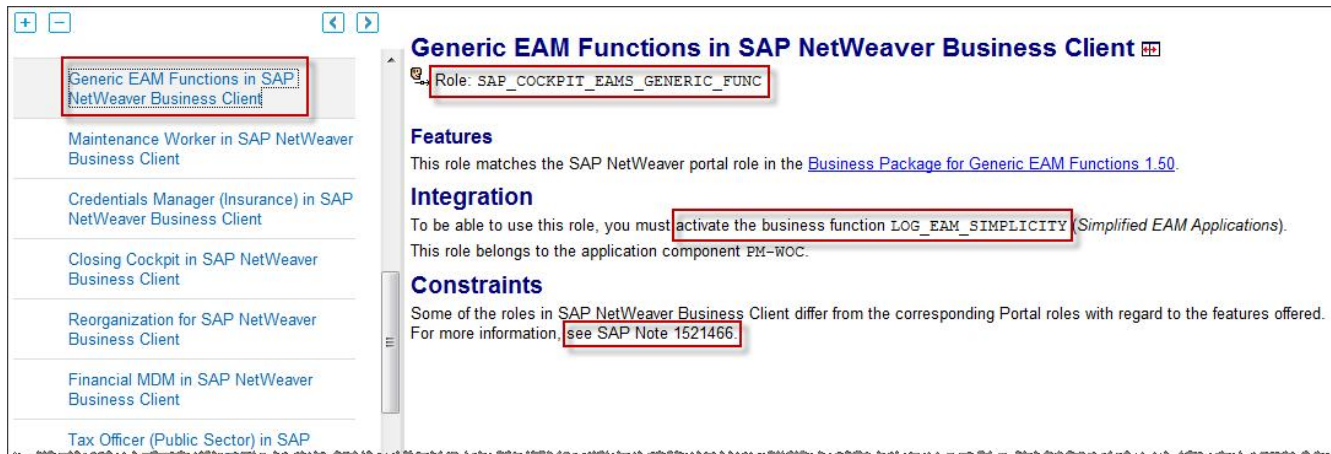 Generic EAM Functions in SAP
NetWeaver Business Client
Maintenance Worker in SAP NetWeaver
Business Client
Credentials Manager (Insurance) in SAP
NetWeaver Business Client
Closing Cockpit in SAP NetWeaver
Business Client
Reorganization for SAP NetWeaver
Business Client
Financial MDM in SAP NetWeaver
Business Client
Tax Officer (Public Sector) in SAP
Generic EAM Functions in SAP NetWeaver Business Client
Role: SAP_COCKPIT_EAMS_GENERIC_FUNC
Features
This role matches the SAP NetWeaver portal role in the Business Package for Generic EAM Functions 1.50.
Integration
To be able to use this role, you must activate the business function LOG_EAM_SIMPLICITY (Simplified EAM Applications).
This role belongs to the application component PM-WOC.
Constraints
Some of the roles in SAP NetWeaver Business Client differ from the corresponding Portal roles with regard to the features offered.
For more information, see SAP Note 1521466.